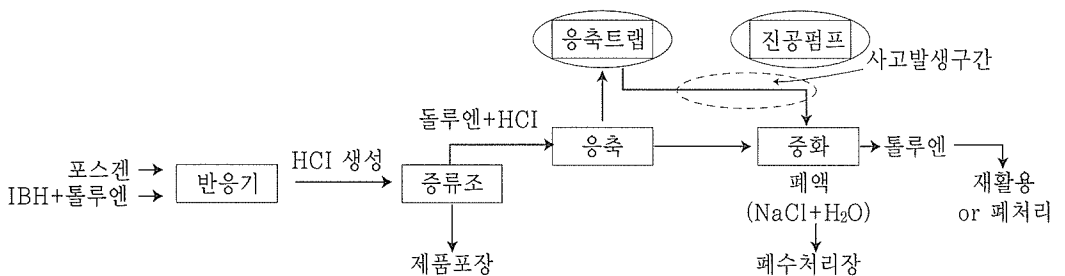 응축트랩
진공펌프
사고발생구간
돌루엔+HCI
응축
중화
톨루엔
포스겐
IBH+톨루엔
반응기
HCI 생성
증류조
재활용
or 폐처리
폐액
(NaCl+H₂O)
제품포장
폐수처리장